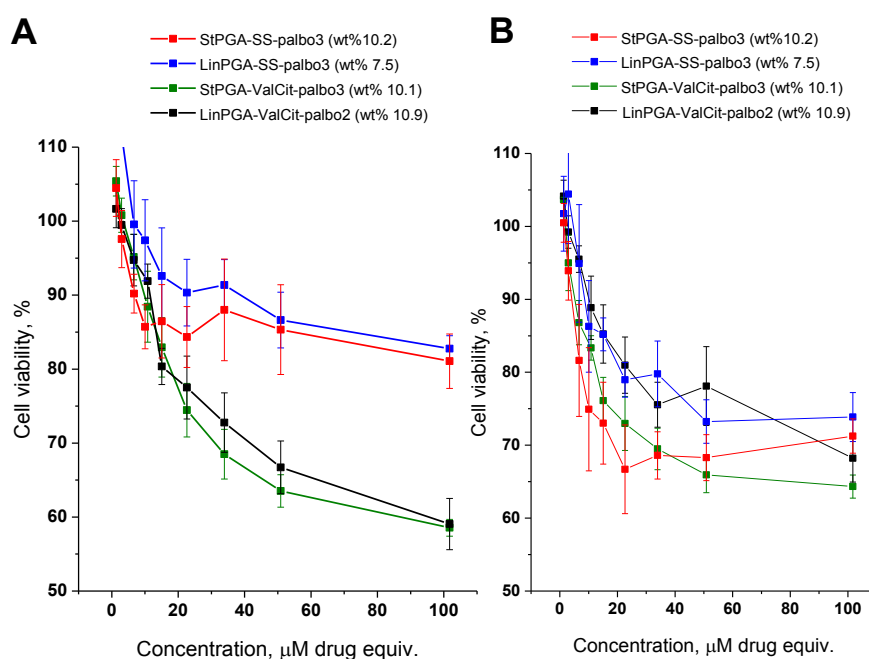 A
StPGA-SS-palbo3 (wt%10.2)
LinPGA-SS-palbo3 (wt% 7.5)
StPGA-ValCit-palbo3 (wt% 10.1)
LinPGA-ValCit-palbo2 (wt% 10.9)
110
100
90
80
70
60
50
Cell viability, %
0 20 40 60 80 100
Concentration, μM drug equiv.
B
StPGA-SS-palbo3 (wt%10.2)
LinPGA-SS-palbo3 (wt% 7.5)
StPGA-ValCit-palbo3 (wt% 10.1)
LinPGA-ValCit-palbo2 (wt% 10.9)
110
100
90
80
70
60
50
Cell viability, %
0 20 40 60 80 100
Concentration, μM drug equiv.